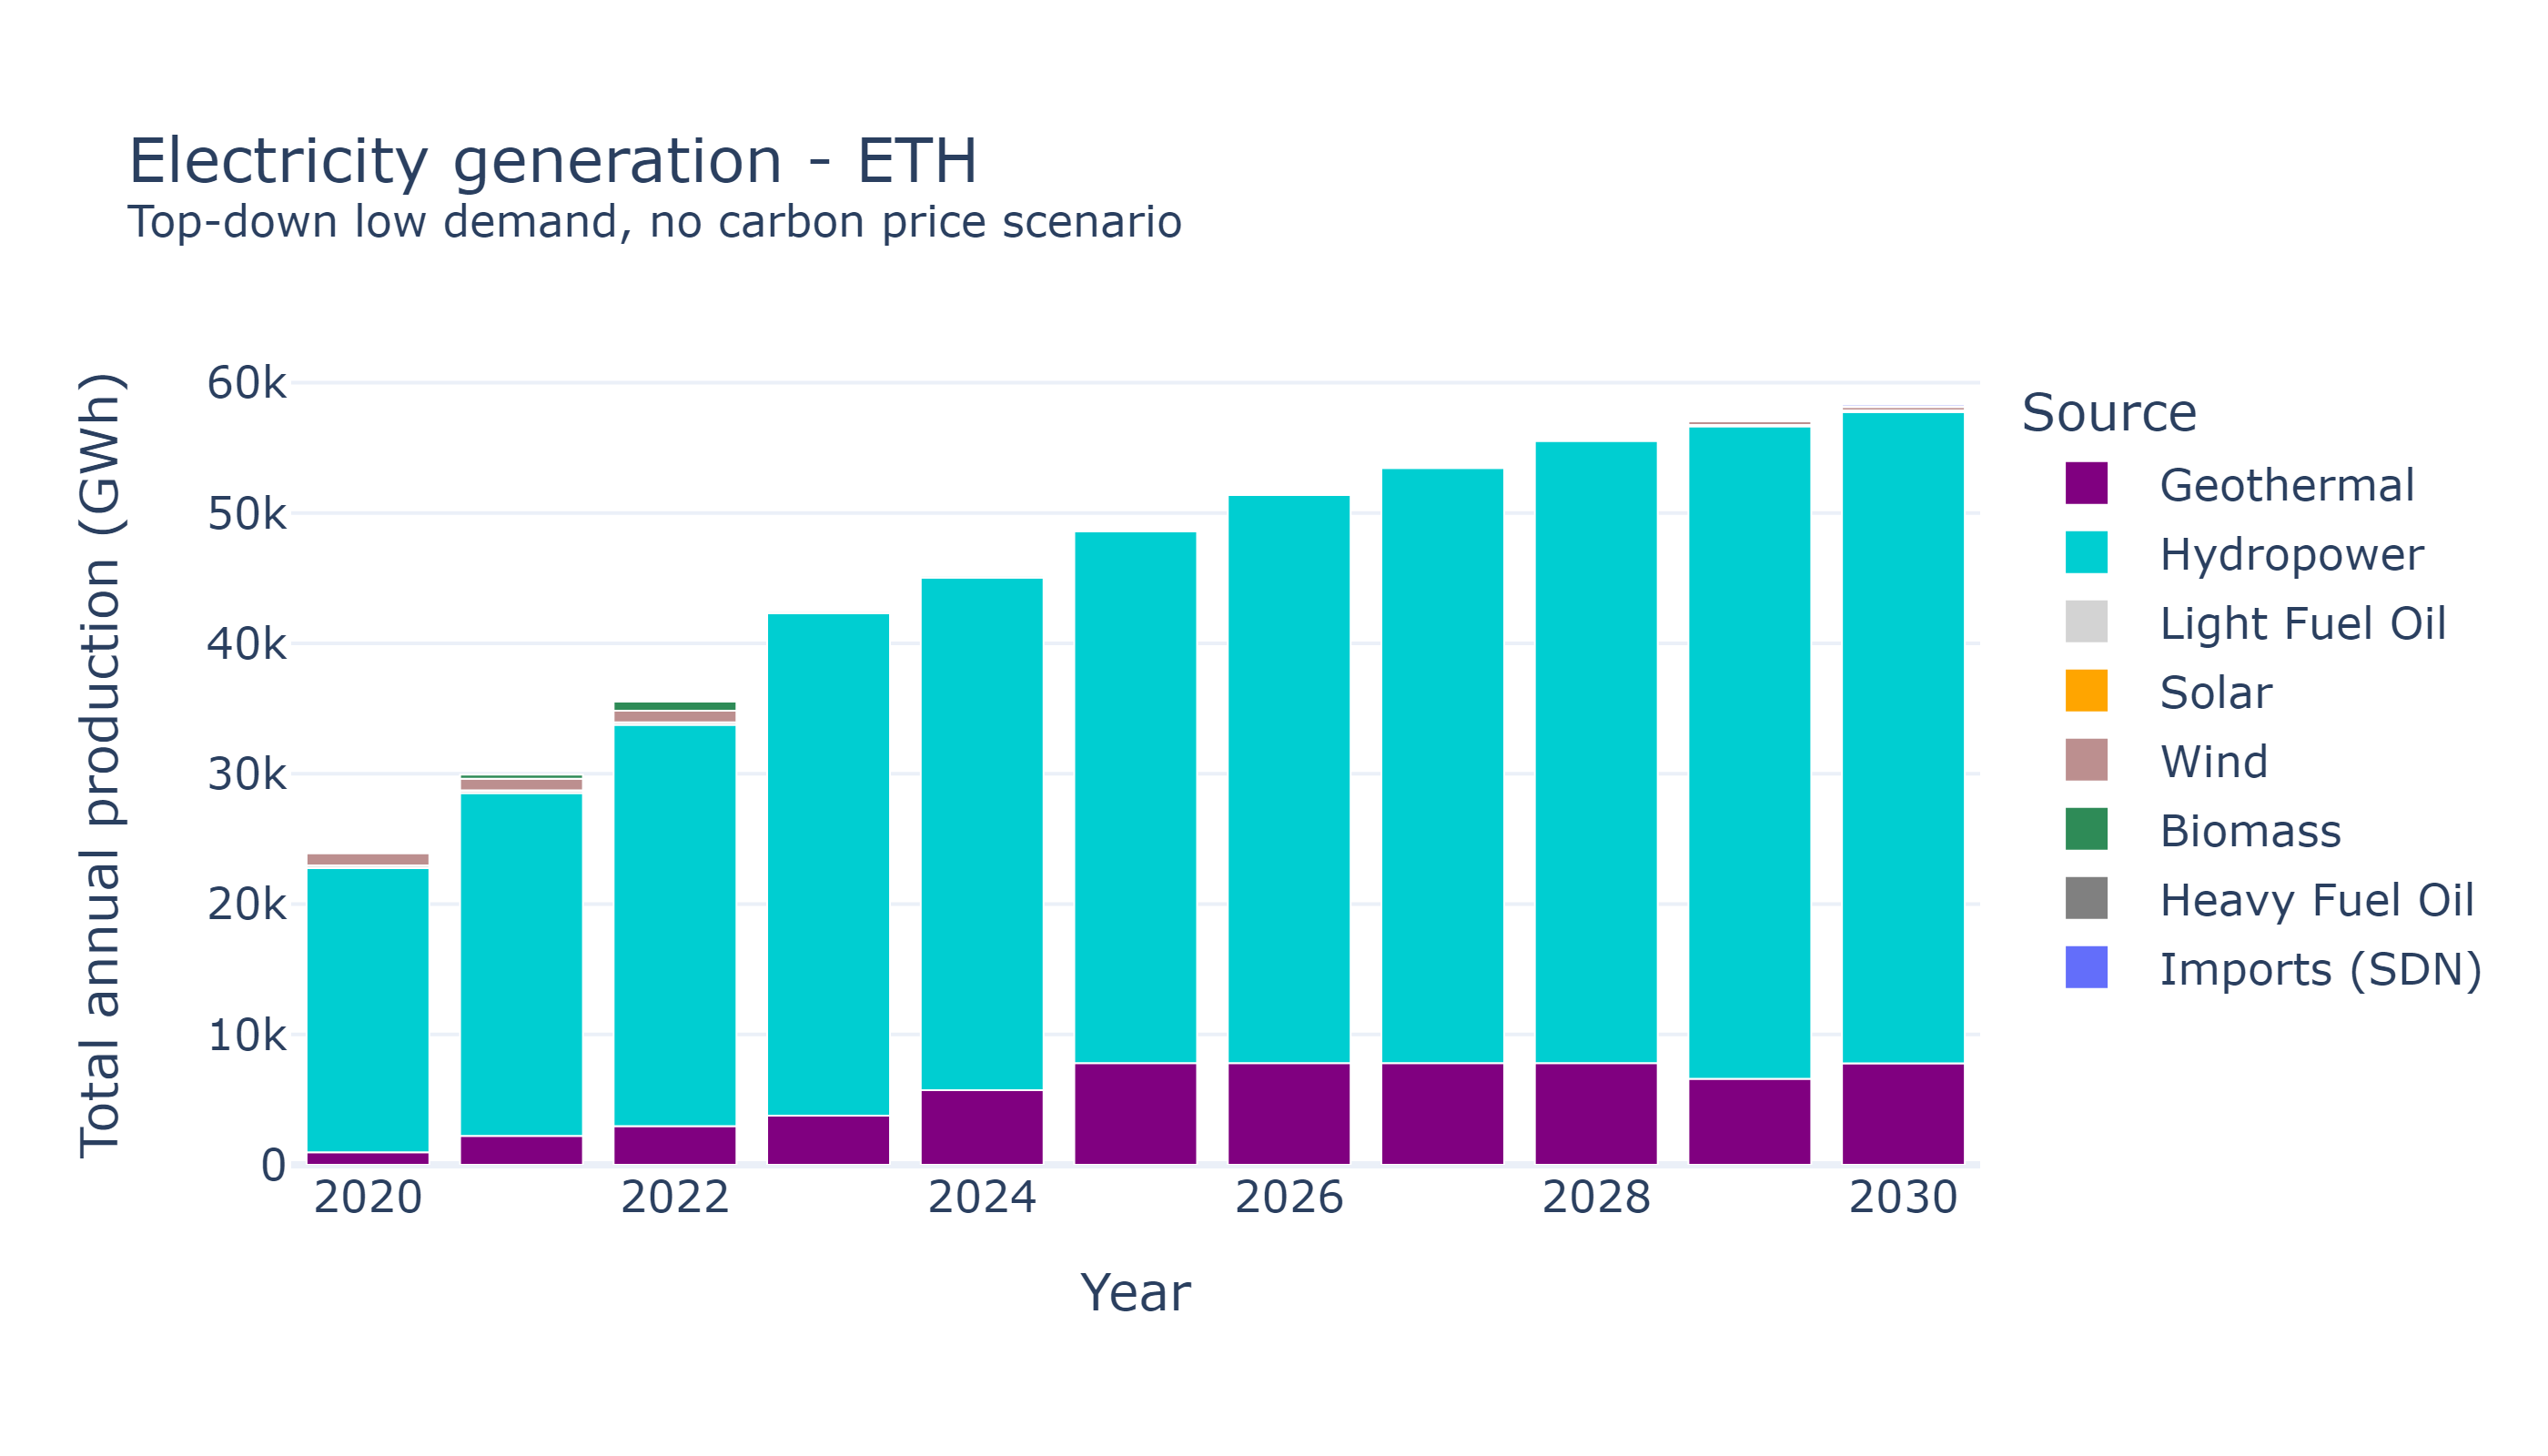 Electricity generation - ETH
Top-down low demand, no carbon price scenario
Total annual production (GWh)
60k
50k
40k
30k
20k
10k
0
2020
2022
2024
2026
2028
2030
Year
Source
Geothermal
Hydropower
Light Fuel Oil
Solar
Wind
Biomass
Heavy Fuel Oil
Imports (SDN)